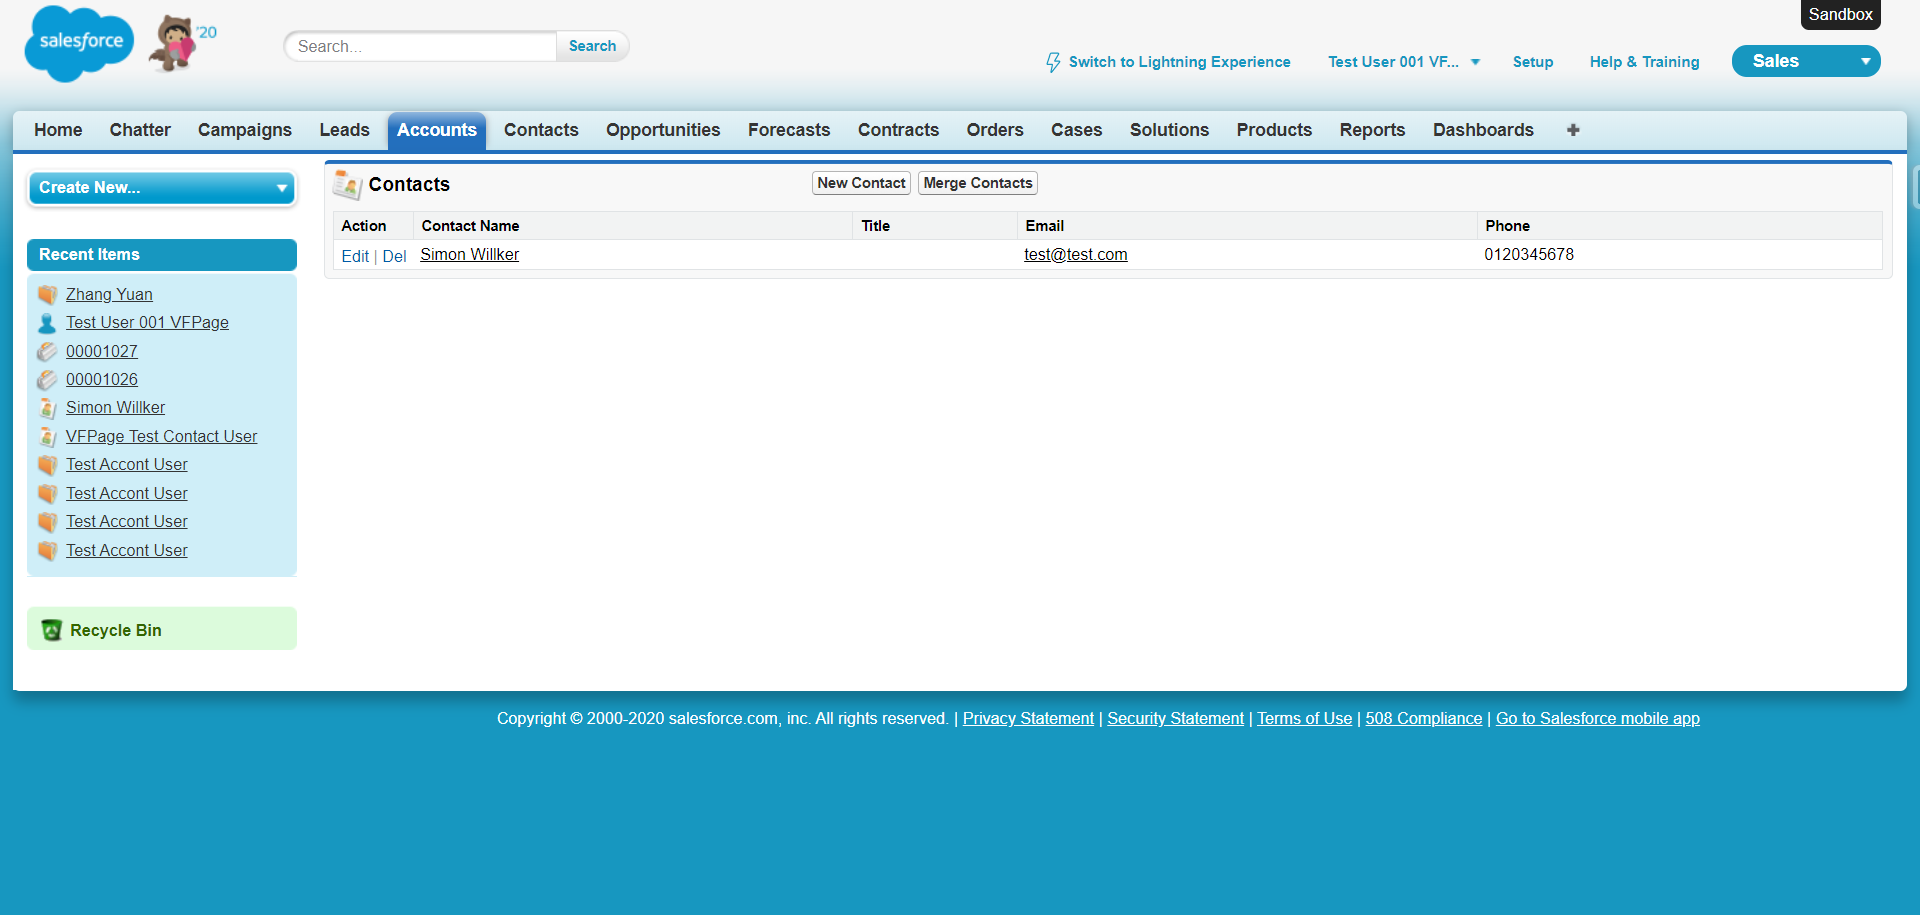 Sandbox
salesforce
'20
Search...
Search
Switch to Lightning Experience
Test User 001 VF...
Setup
Help & Training
Sales
Home Chatter Campaigns Leads Accounts Contacts Opportunities Forecasts Contracts Orders Cases Solutions Products Reports Dashboards +
Create New...
Recent Items
Zhang Yuan
Test User 001 VFPage
00001027
00001026
Simon Willker
VFPage Test Contact User
Test Accont User
Test Accont User
Test Accont User
Test Accont User
Recycle Bin
Contacts
New Contact
Merge Contacts
Action Contact Name Title Email Phone
Edit | Del Simon Willker test@test.com 0120345678
Copyright © 2000-2020 salesforce.com, inc. All rights reserved. | Privacy Statement | Security Statement | Terms of Use | 508 Compliance | Go to Salesforce mobile app